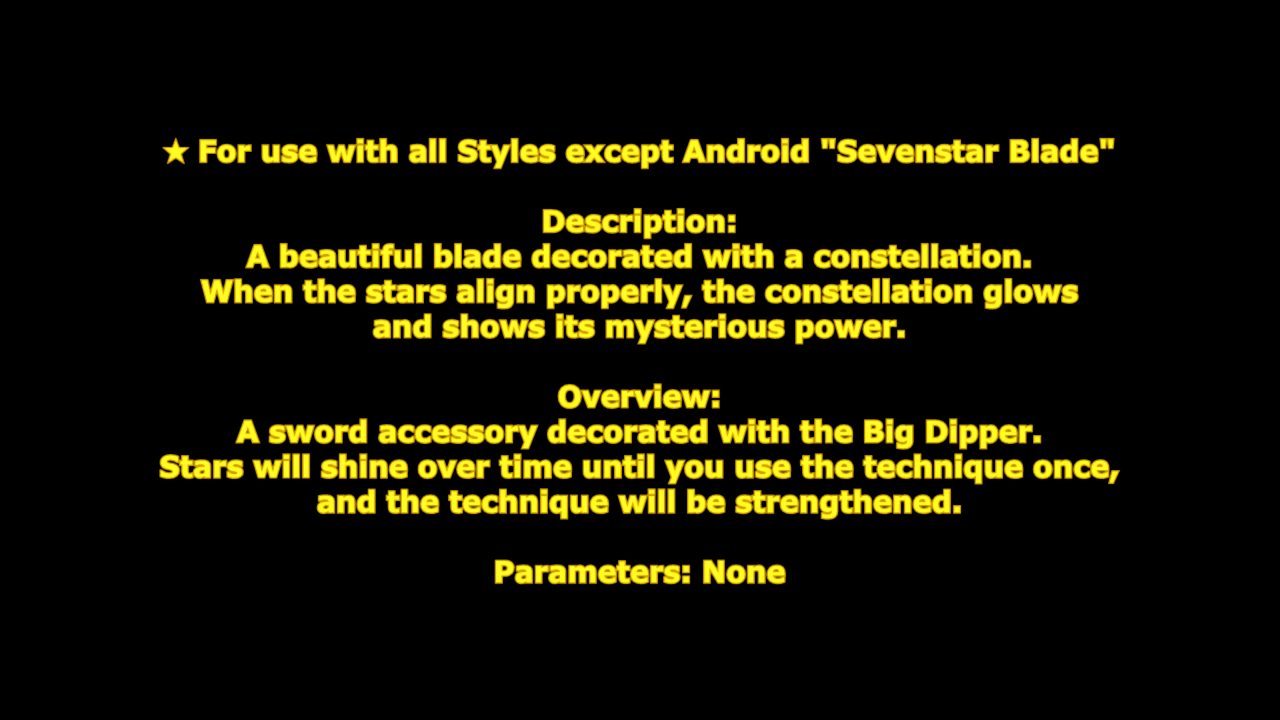 ★ For use with all Styles except Android "Sevenstar Blade"
Description:
A beautiful blade decorated with a constellation.
When the stars align properly, the constellation glows
and shows its mysterious power.
Overview:
A sword accessory decorated with the Big Dipper.
Stars will shine over time until you use the technique once,
and the technique will be strengthened.
Parameters: None